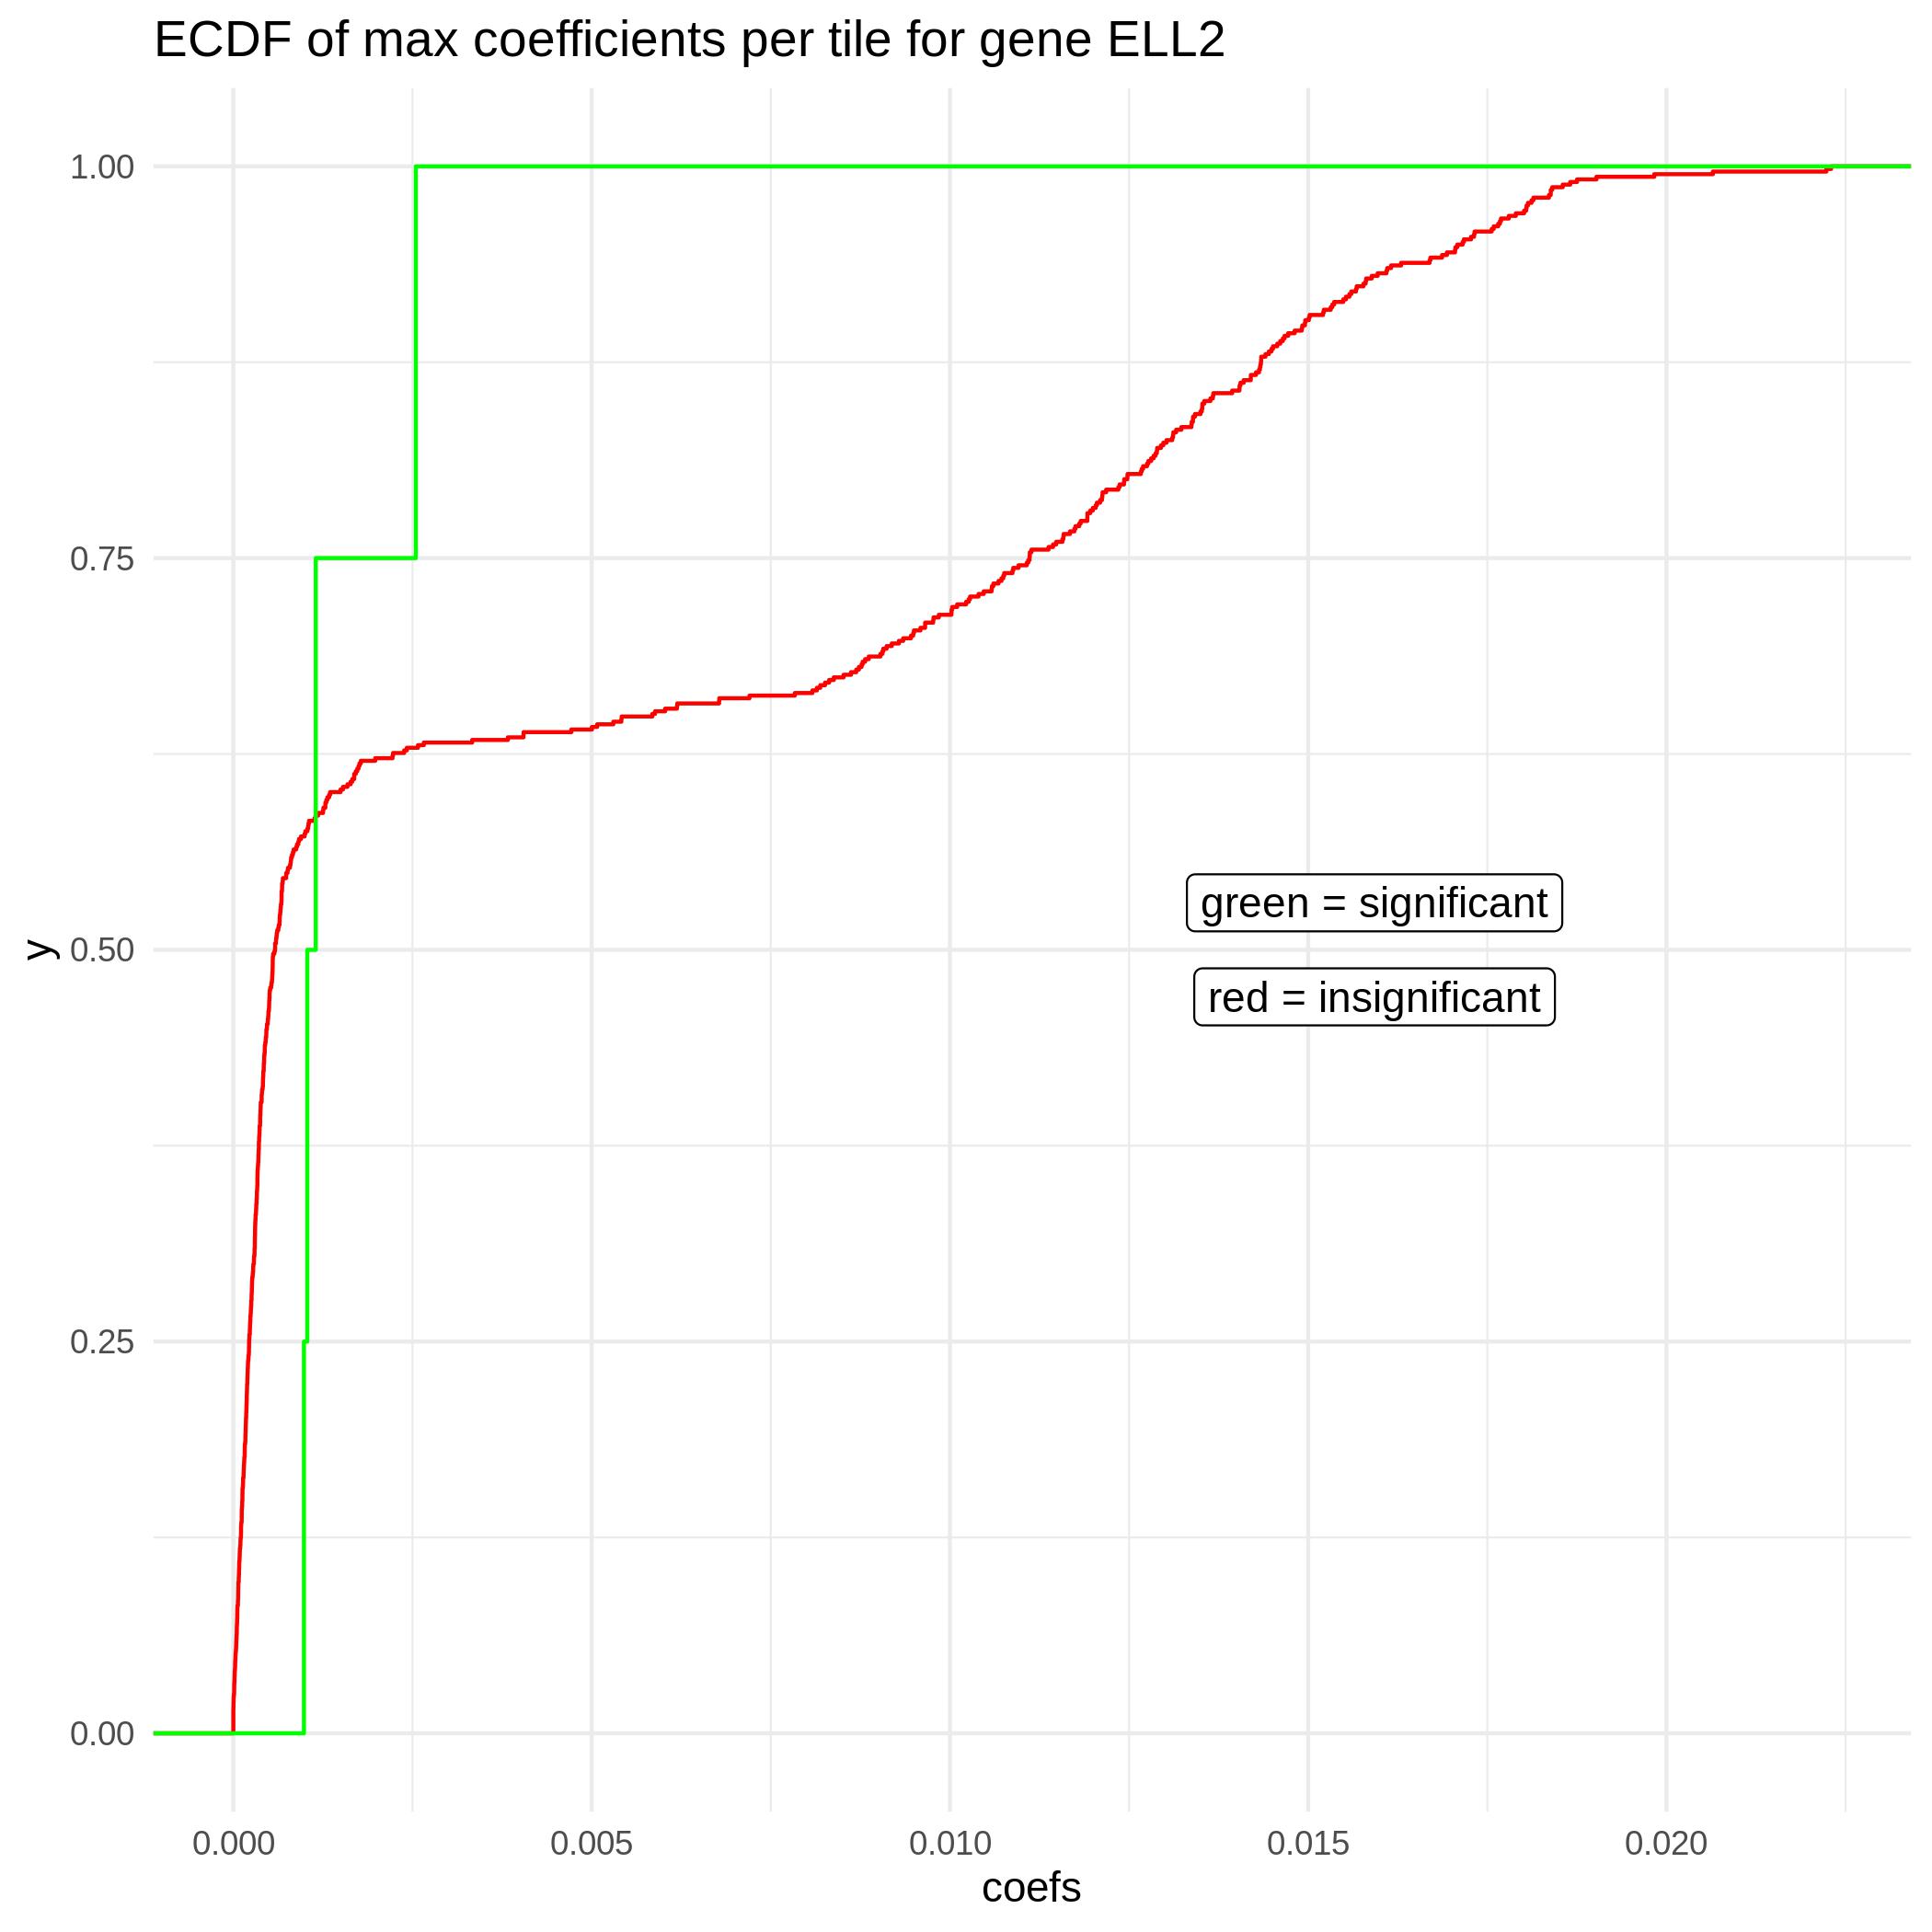 ECDF of max coefficients per tile for gene ELL2
1.00
0.75
0.50
0.25
0.00
y
green = significant
red = insignificant
0.000 0.005 0.010 0.015 0.020
coefs